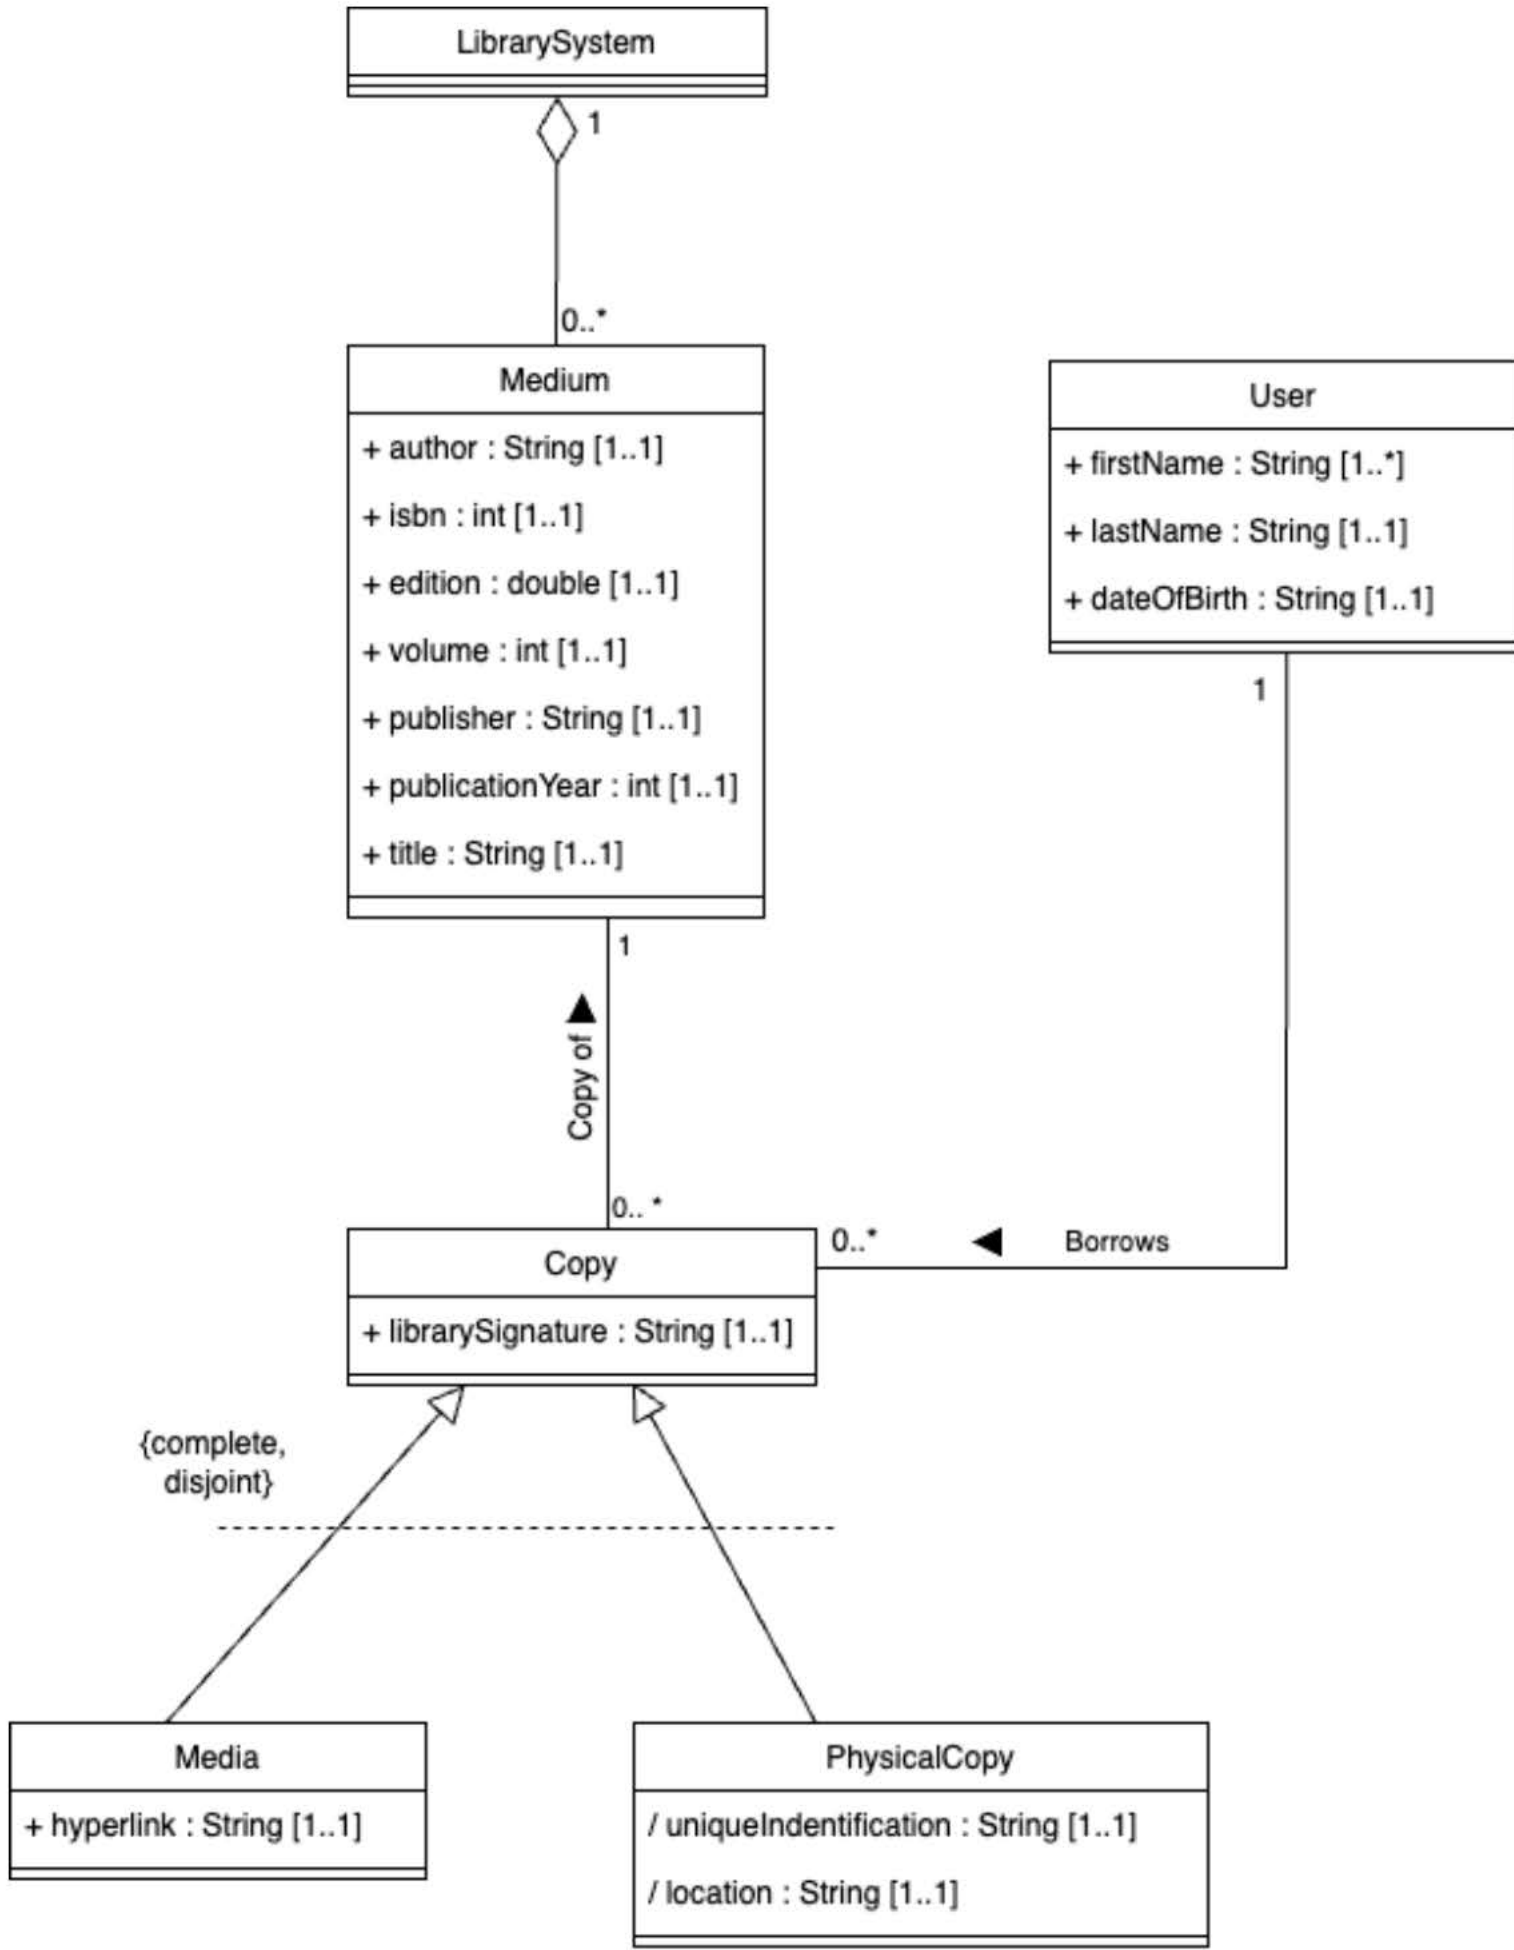 LibrarySystem
1
0..*
Medium
+ author : String [1..1]
+ isbn : int [1..1]
+ edition : double [1..1]
+ volume : int [1..1]
+ publisher : String [1..1]
+ publicationYear : int [1..1]
+ title : String [1..1]
User
+ firstName : String [1..*]
+ lastName : String [1..1]
+ dateOfBirth : String [1..1]
1
1
Copy of
0.. *
0..*
Borrows
Copy
+ librarySignature : String [1..1]
{complete,
disjoint}
Media
+ hyperlink : String [1..1]
PhysicalCopy
/ uniqueIndentification : String [1..1]
/ location : String [1..1]